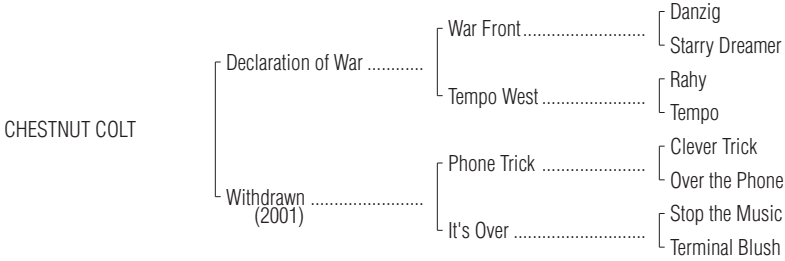 Danzig
War Front..........................
Starry Dreamer
Declaration of War ............
Rahy
Tempo West ......................
Tempo
CHESTNUT COLT
Clever Trick
Phone Trick ......................
Over the Phone
Withdrawn ........................
(2001)
Stop the Music
It's Over ............................
Terminal Blush